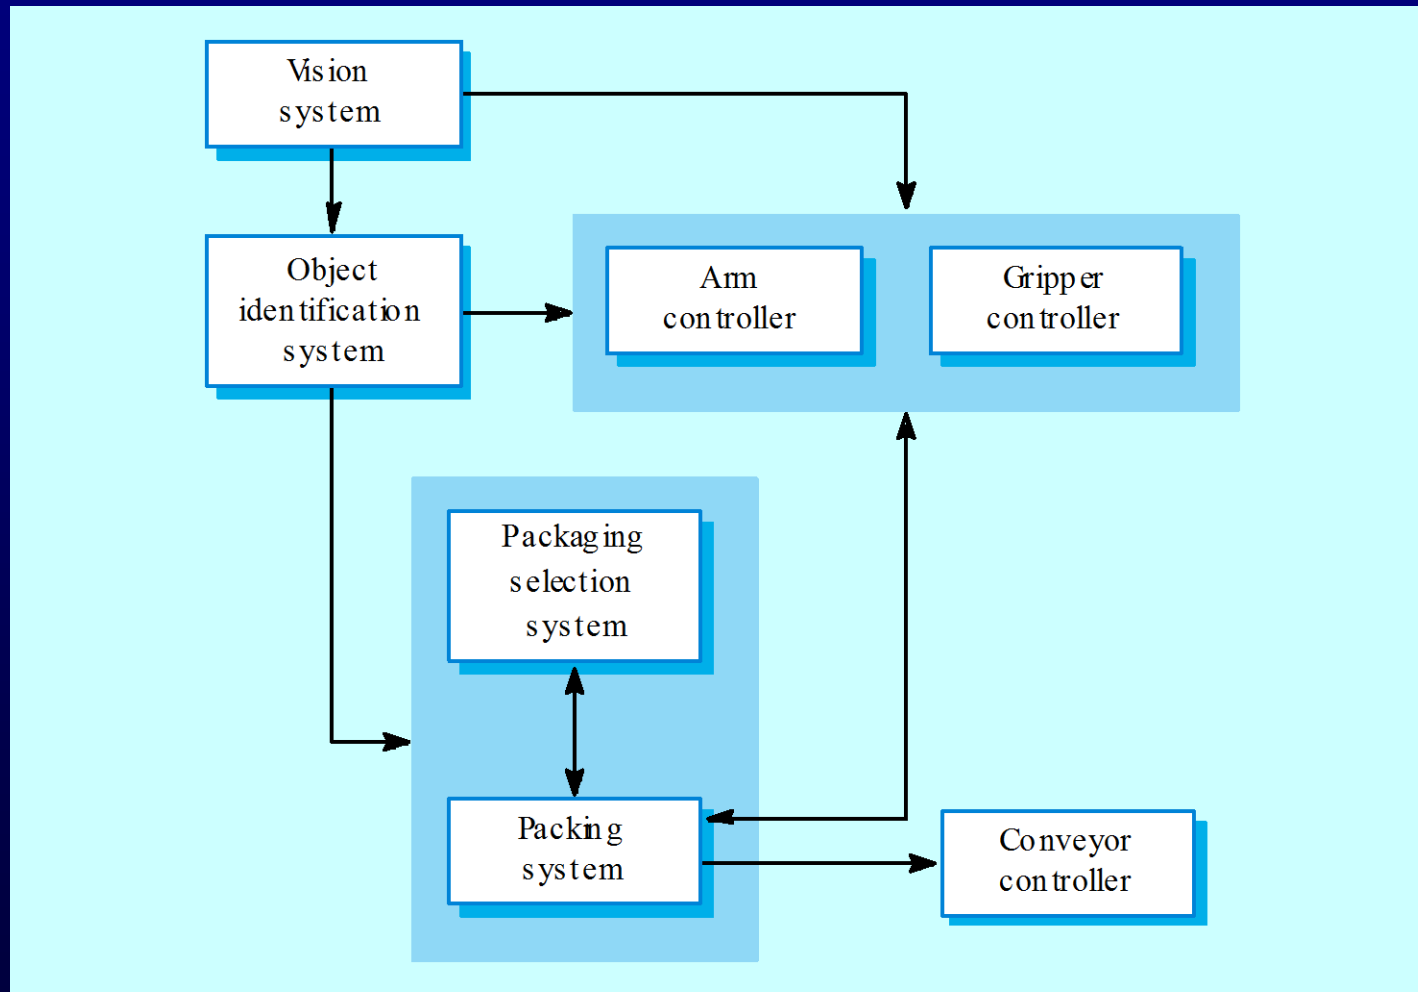 Vision
system
Object
identification
system
Arm
controller
Gripper
controller
Packaging
selection
system
Packing
system
Conveyor
controller